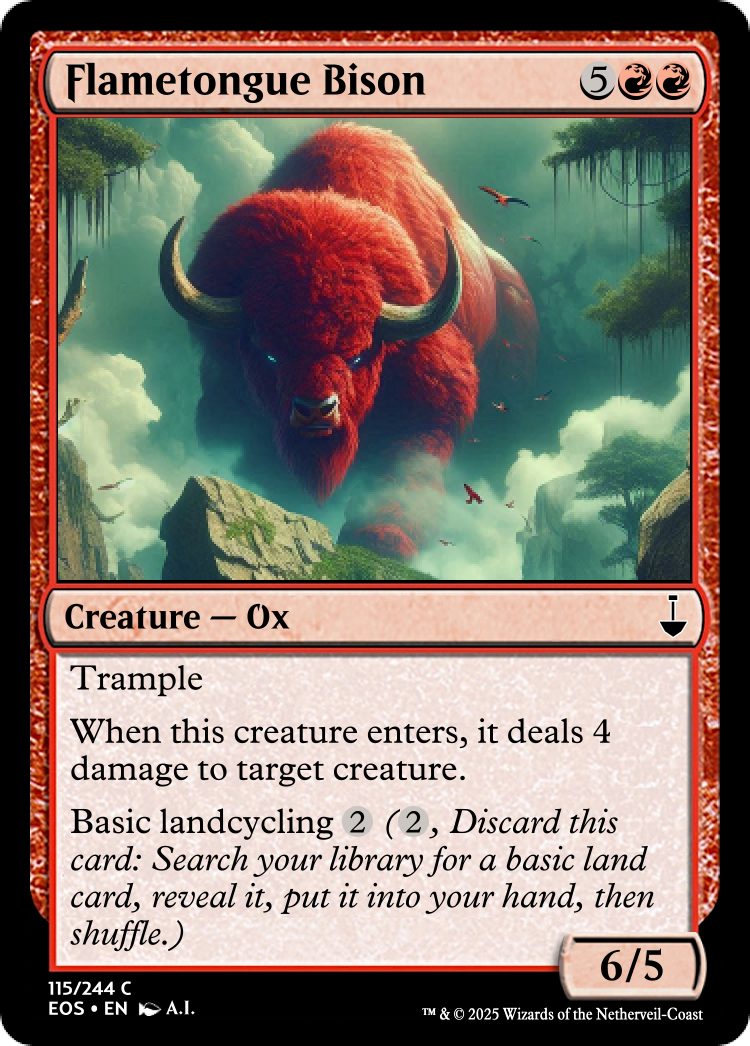 Flametongue Bison 5
Creature — Ox
Trample
When this creature enters, it deals 4
damage to target creature.
Basic landcycling 2 (2, Discard this
card: Search your library for a basic land
card, reveal it, put it into your hand, then
shuffle.)
6/5
115/244 C
EOS • EN A.I.
™ & © 2025 Wizards of the Netherveil-Coast